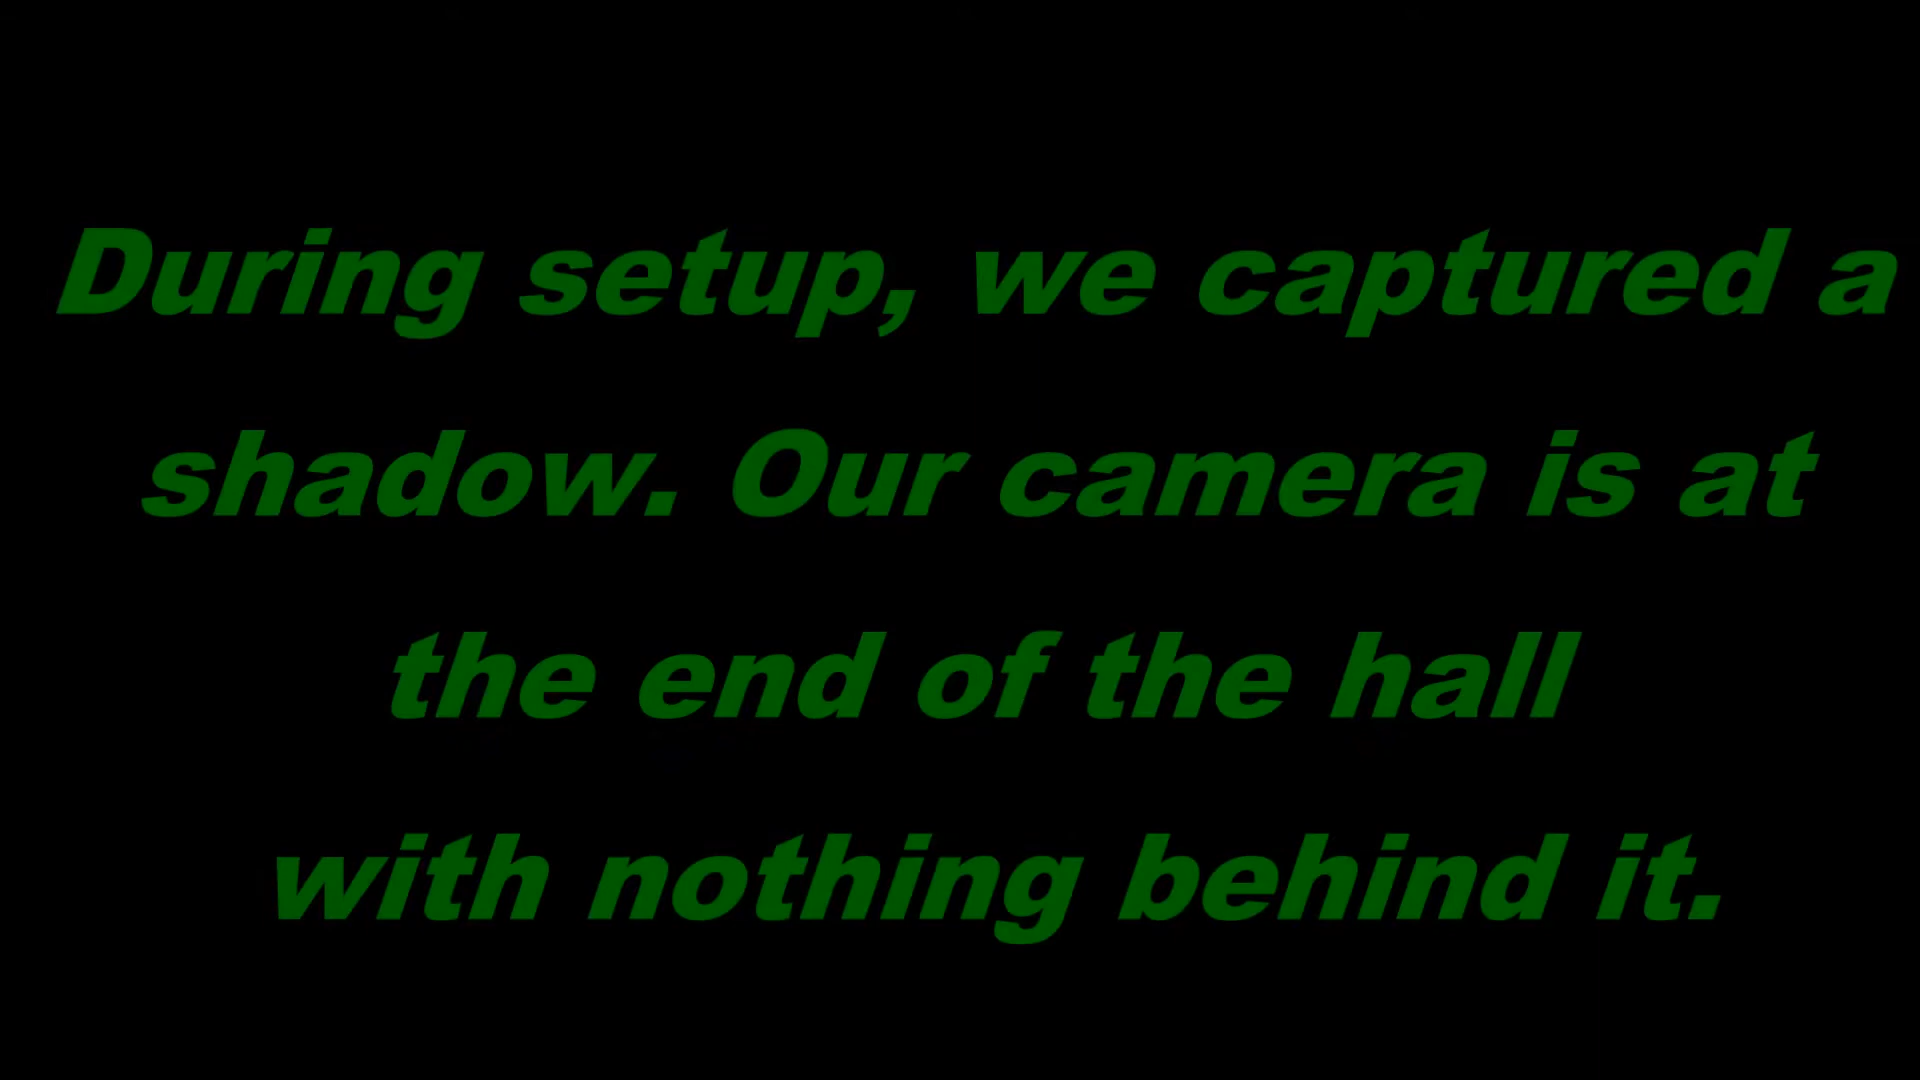 During setup, we captured a
shadow. Our camera is at
the end of the hall
with nothing behind it.